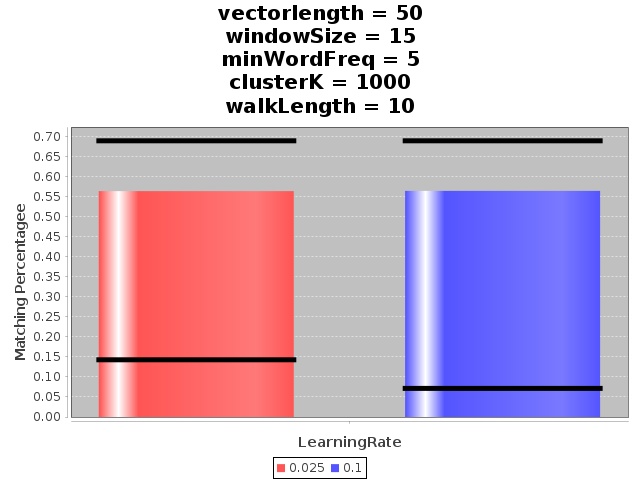 vectorlength = 50
windowSize = 15
minWordFreq = 5
clusterK = 1000
walkLength = 10
0.70
0.65
0.60
0.55
0.50
0.45
0.40
0.35
0.30
0.25
0.20
0.15
0.10
0.05
0.00
Matching Percentagee
LearningRate
0.025 0.1